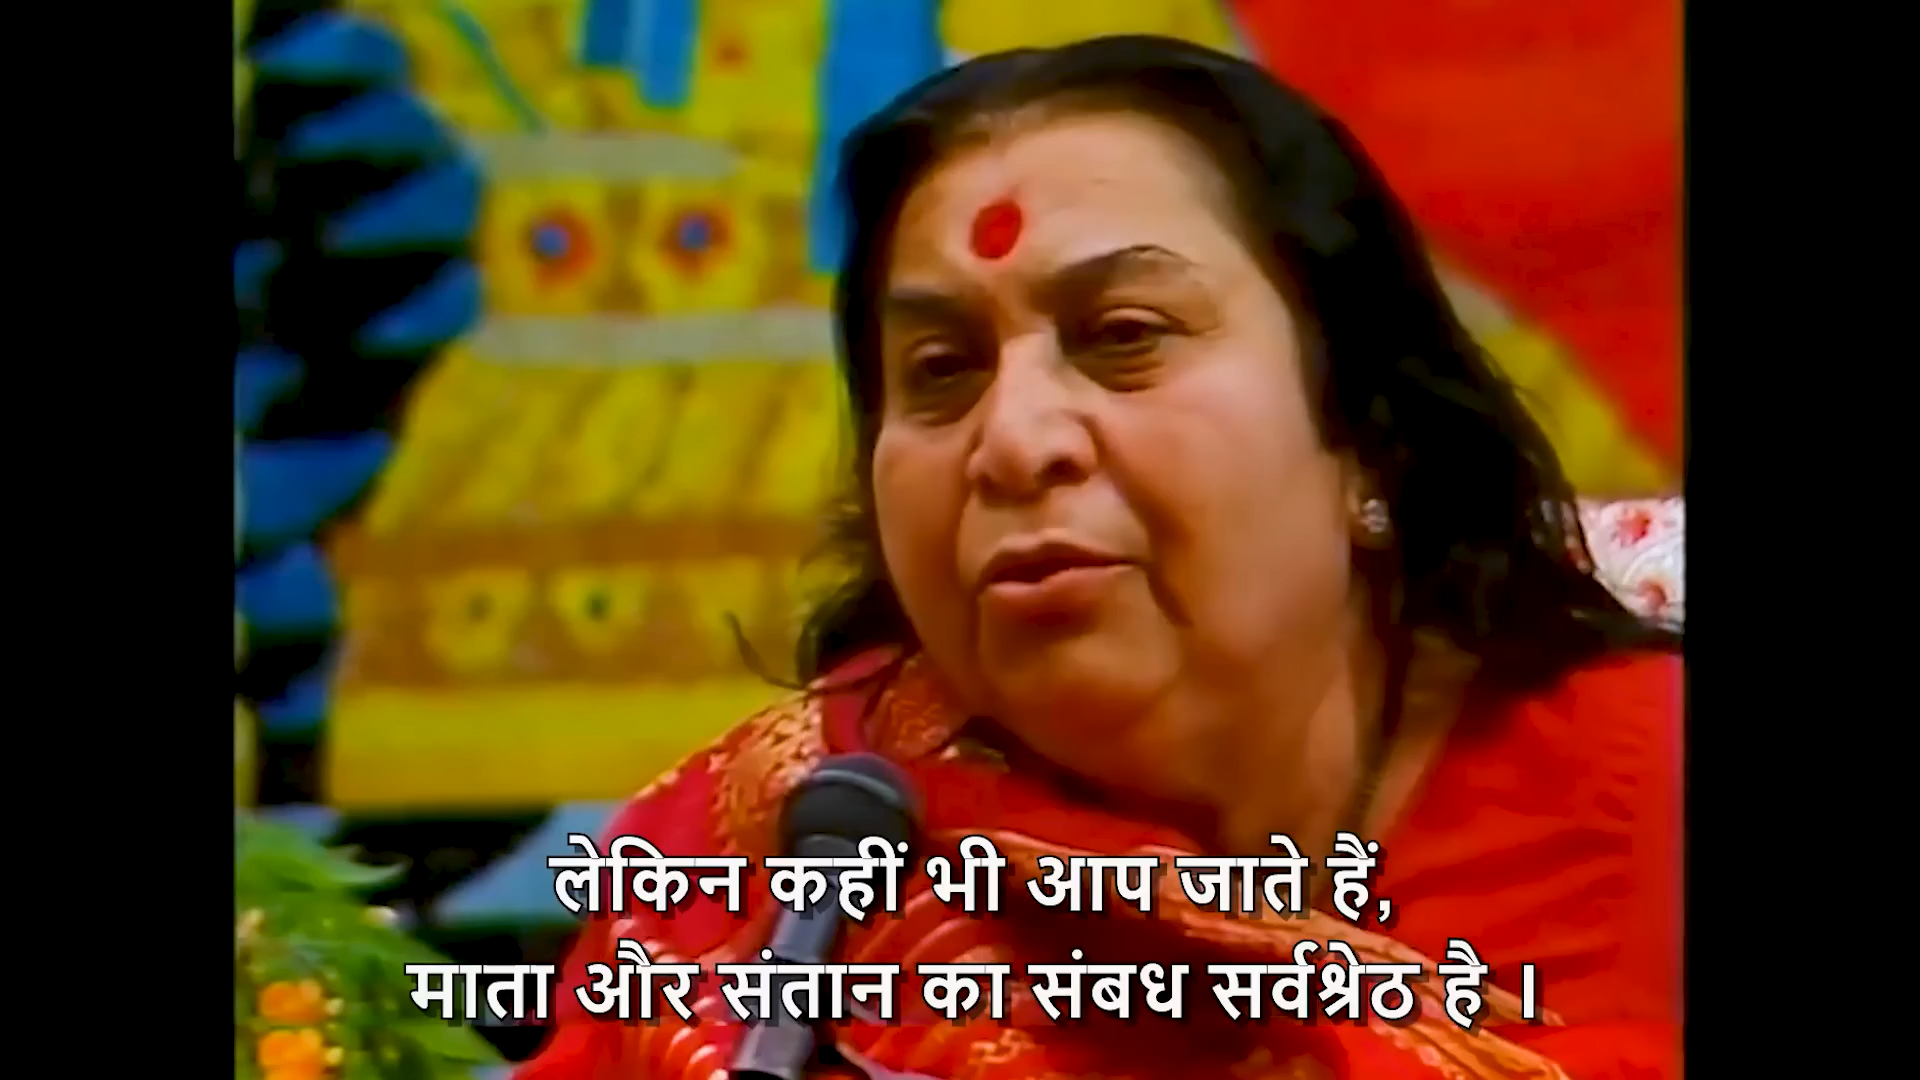 लेकिन कहीं भी आप जाते हैं,
माता और संतान का संबध सर्वश्रेठ है ।